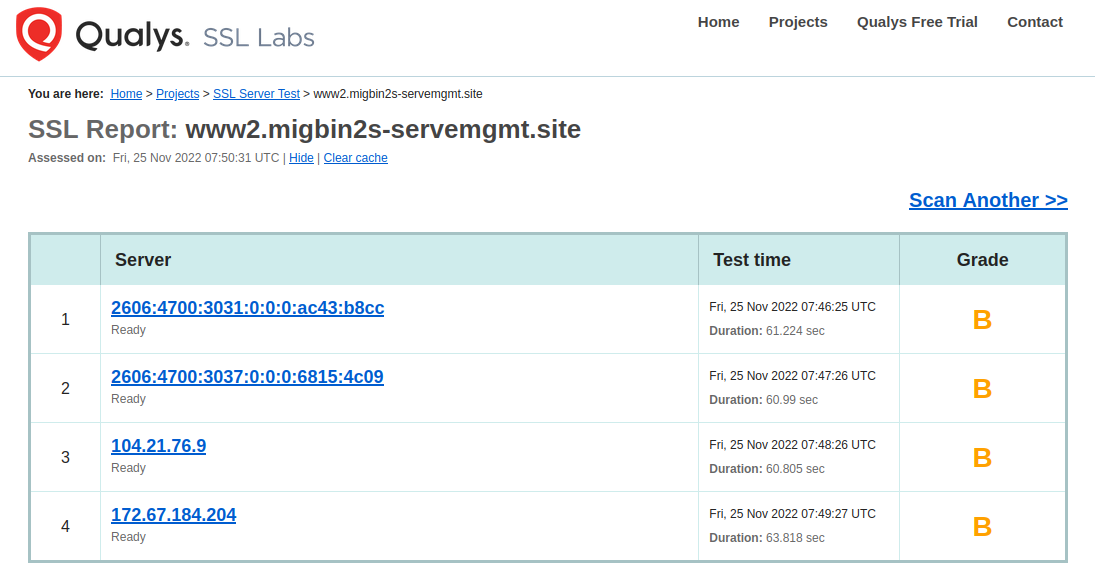 Qualys. SSL Labs
Home Projects Qualys Free Trial Contact
You are here: Home > Projects > SSL Server Test > www2.migbin2s-servemgmt.site
SSL Report: www2.migbin2s-servemgmt.site
Assessed on: Fri, 25 Nov 2022 07:50:31 UTC | Hide | Clear cache
Scan Another >>
Server Test time Grade
1 2606:4700:3031:0:0:0:ac43:b8cc Fri, 25 Nov 2022 07:46:25 UTC B
Ready Duration: 61.224 sec
2 2606:4700:3037:0:0:0:6815:4c09 Fri, 25 Nov 2022 07:47:26 UTC B
Ready Duration: 60.99 sec
3 104.21.76.9 Fri, 25 Nov 2022 07:48:26 UTC B
Ready Duration: 60.805 sec
4 172.67.184.204 Fri, 25 Nov 2022 07:49:27 UTC B
Ready Duration: 63.818 sec